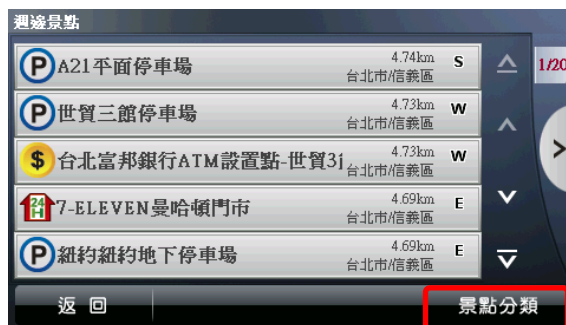 週邊景點
A21平面停車場 4.74km S
台北市/信義區
1/20
世貿三館停車場 4.73km W
台北市/信義區
台北富邦銀行ATM設置點-世貿3 4.73km W
台北市/信義區
24H 7-ELEVEN曼哈頓門市 4.69km E
台北市/信義區
紐約紐約地下停車場 4.69km E
台北市/信義區
返回 景點分類